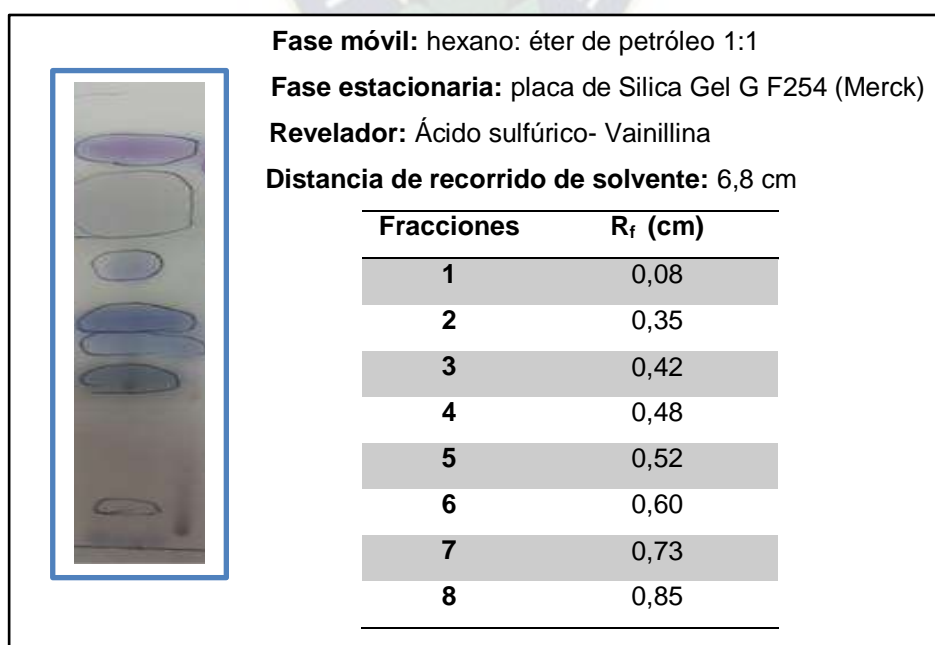 Fase móvil: hexano: éter de petróleo 1:1
Fase estacionaria: placa de Silica Gel G F254 (Merck)
Revelador: Ácido sulfúrico- Vainillina
Distancia de recorrido de solvente: 6,8 cm
Fracciones Rf (cm)
1 0,08
2 0,35
3 0,42
4 0,48
5 0,52
6 0,60
7 0,73
8 0,85